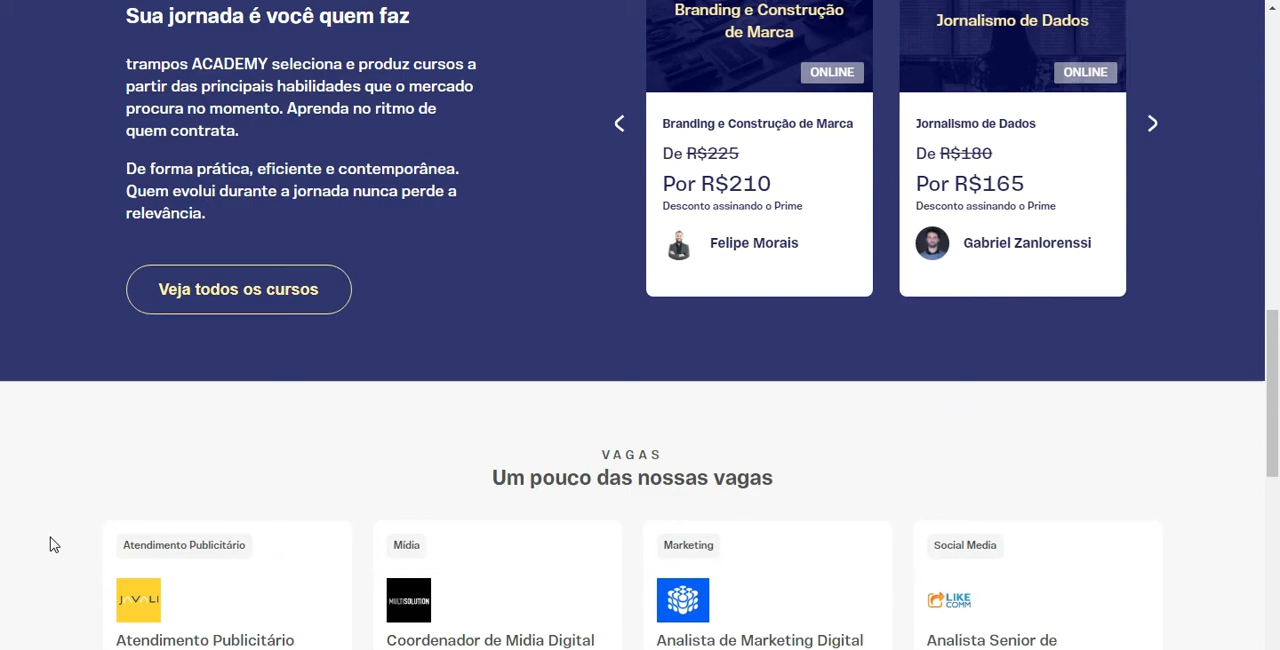 Sua jornada é você quem faz
trampos ACADEMY seleciona e produz cursos a
partir das principais habilidades que o mercado
procura no momento. Aprenda no ritmo de
quem contrata.
De forma prática, eficiente e contemporânea.
Quem evolui durante a jornada nunca perde a
relevância.
Veja todos os cursos
Branding e Construção
de Marca
ONLINE
Branding e Construção de Marca
De R$225
Por R$210
Desconto assinando o Prime
Felipe Morais
Jornalismo de Dados
ONLINE
Jornalismo de Dados
De R$180
Por R$165
Desconto assinando o Prime
Gabriel Zanlorenssi
VAGAS
Um pouco das nossas vagas
Atendimento Publicitário
JAVALI
Atendimento Publicitário
Mídia
MULTISOLUTION
Coordenador de Midia Digital
Marketing
Analista de Marketing Digital
Social Media
LIKE
COMM
Analista Senior de